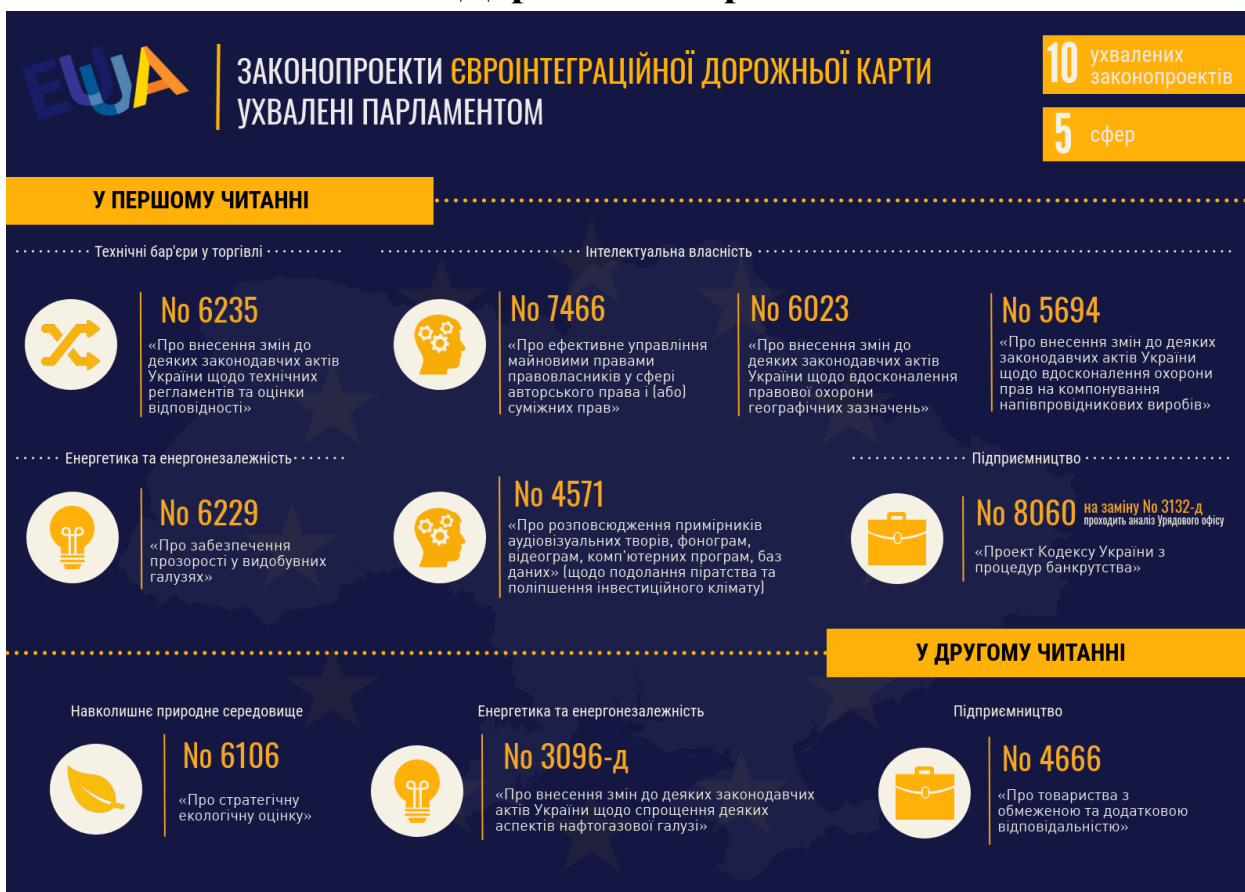 EUUA
ЗАКОНОПРОЕКТИ ЄВРОІНТЕГРАЦІЙНОЇ ДОРОЖНЬОЇ КАРТИ
УХВАЛЕНІ ПАРЛАМЕНТОМ
10 ухвалених
законопроектів
5 сфер
У ПЕРШОМУ ЧИТАННІ
Технічні бар'єри у торгівлі
No 6235
«Про внесення змін до
деяких законодавчих актів
України щодо технічних
регламентів та оцінки
відповідності»
Інтелектуальна власність
No 7466
«Про ефективне управління
майновими правами
правовласників у сфері
авторського права і (або)
суміжних прав»
No 6023
«Про внесення змін до
деяких законодавчих актів
України щодо вдосконалення
правової охорони
географічних зазначень»
No 5694
«Про внесення змін до деяких
законодавчих актів України
щодо вдосконалення охорони
прав на компонування
напівпровідникових виробів»
Енергетика та енергонезалежність
No 6229
«Про забезпечення
прозорості у видобувних
галузях»
No 4571
«Про розповсюдження примірників
аудіовізуальних творів, фонограм,
відеограм, комп'ютерних програм, баз
даних» (щодо подолання піратства та
поліпшення інвестиційного клімату)
Підприємництво
No 8060 на заміну No 3132-д
проходить аналіз Урядового офісу
«Проект Кодексу України з
процедур банкрутства»
У ДРУГОМУ ЧИТАННІ
Навколишнє природне середовище
No 6106
«Про стратегічну
екологічну оцінку»
Енергетика та енергонезалежність
No 3096-д
«Про внесення змін до деяких законодавчих
актів України щодо спрощення деяких
аспектів нафтогазової галузі»
Підприємництво
No 4666
«Про товариства з
обмеженою та додатковою
відповідальністю»